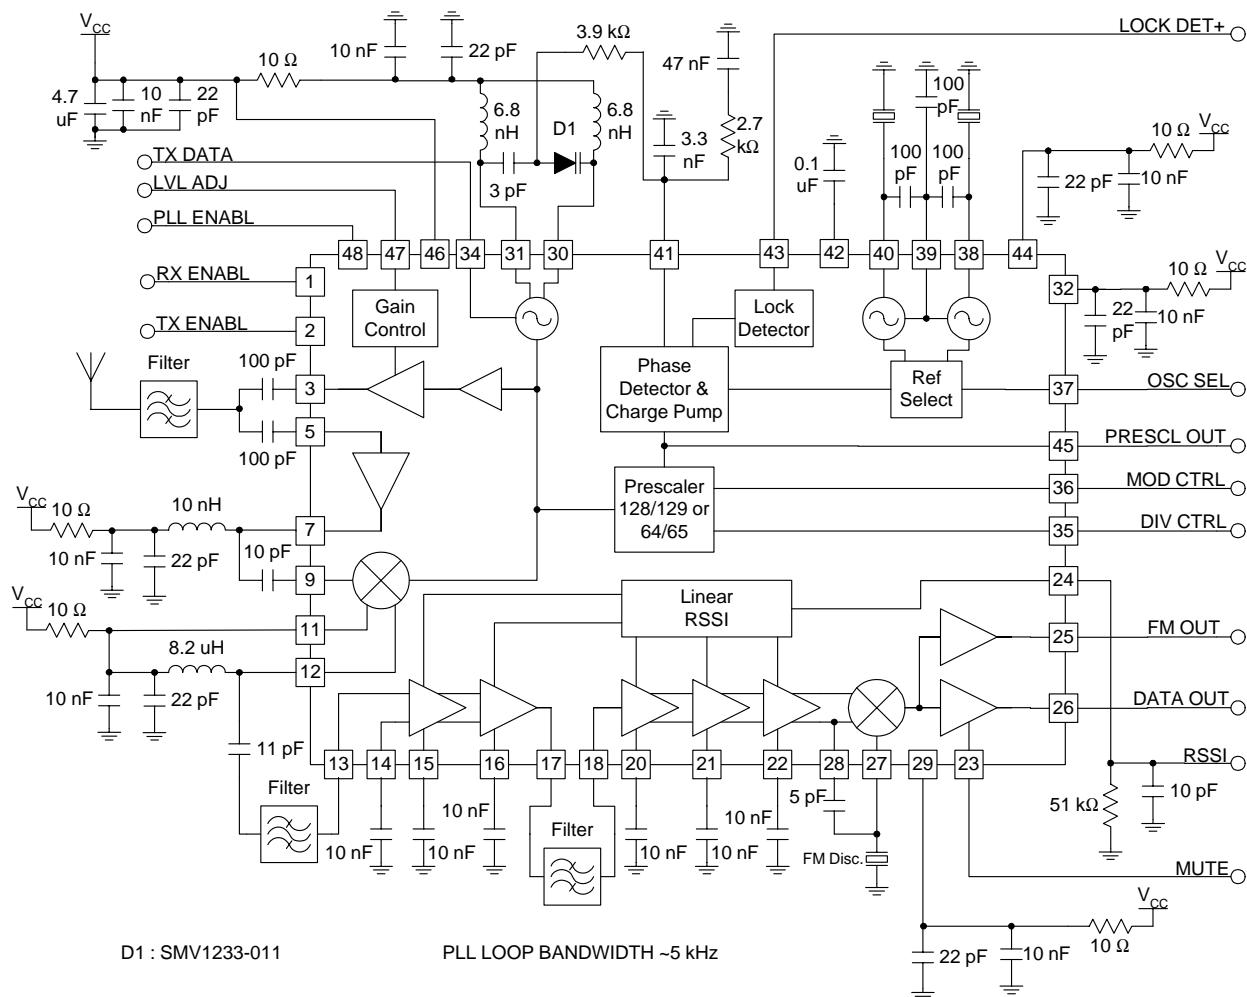 VCC
10 Ω
4.7 uF
10 nF
22 pF
10 nF
22 pF
3.9 kΩ
47 nF
6.8 nH
6.8 nH
D1
3 pF
3.3 nF
2.7 kΩ
0.1 uF
100 pF
100 pF
100 pF
LOCK DET+
10 Ω
VCC
22 pF
10 nF
TX DATA
LVL ADJ
PLL ENABL
RX ENABL
TX ENABL
48
47
46
34
31
30
41
43
42
40
39
38
44
1
2
3
5
7
9
11
12
32
10 Ω
VCC
22 pF
10 nF
Gain Control
Lock Detector
Phase Detector & Charge Pump
Ref Select
37
OSC SEL
45
PRESCL OUT
36
MOD CTRL
35
DIV CTRL
Prescaler
128/129 or
64/65
Filter
100 pF
100 pF
VCC
10 Ω
10 nH
10 nF
22 pF
10 pF
VCC
10 Ω
8.2 uH
10 nF
22 pF
11 pF
Linear RSSI
24
25
FM OUT
26
DATA OUT
RSSI
13
14
15
16
17
18
20
21
22
28
27
29
23
Filter
10 nF
10 nF
10 nF
Filter
10 nF
10 nF
10 nF
5 pF
FM Disc.
51 kΩ
10 pF
MUTE
VCC
10 Ω
22 pF
10 nF
D1 : SMV1233-011
PLL LOOP BANDWIDTH ~5 kHz